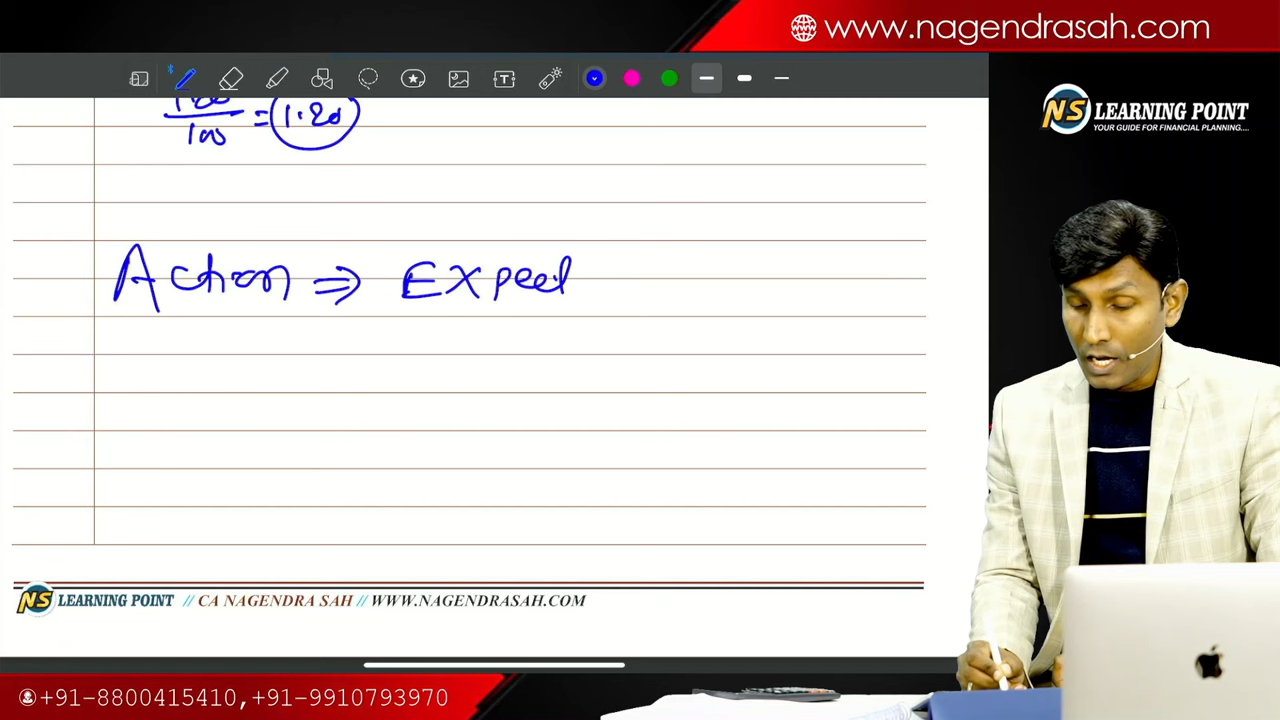 www.nagendrasah.com
NS LEARNING POINT
YOUR GUIDE FOR FINANCIAL PLANNING....
100 = 1.20
Action ⇒ Expect
NS LEARNING POINT // CA NAGENDRA SAH // WWW.NAGENDRASAH.COM
+91-8800415410,+91-9910793970